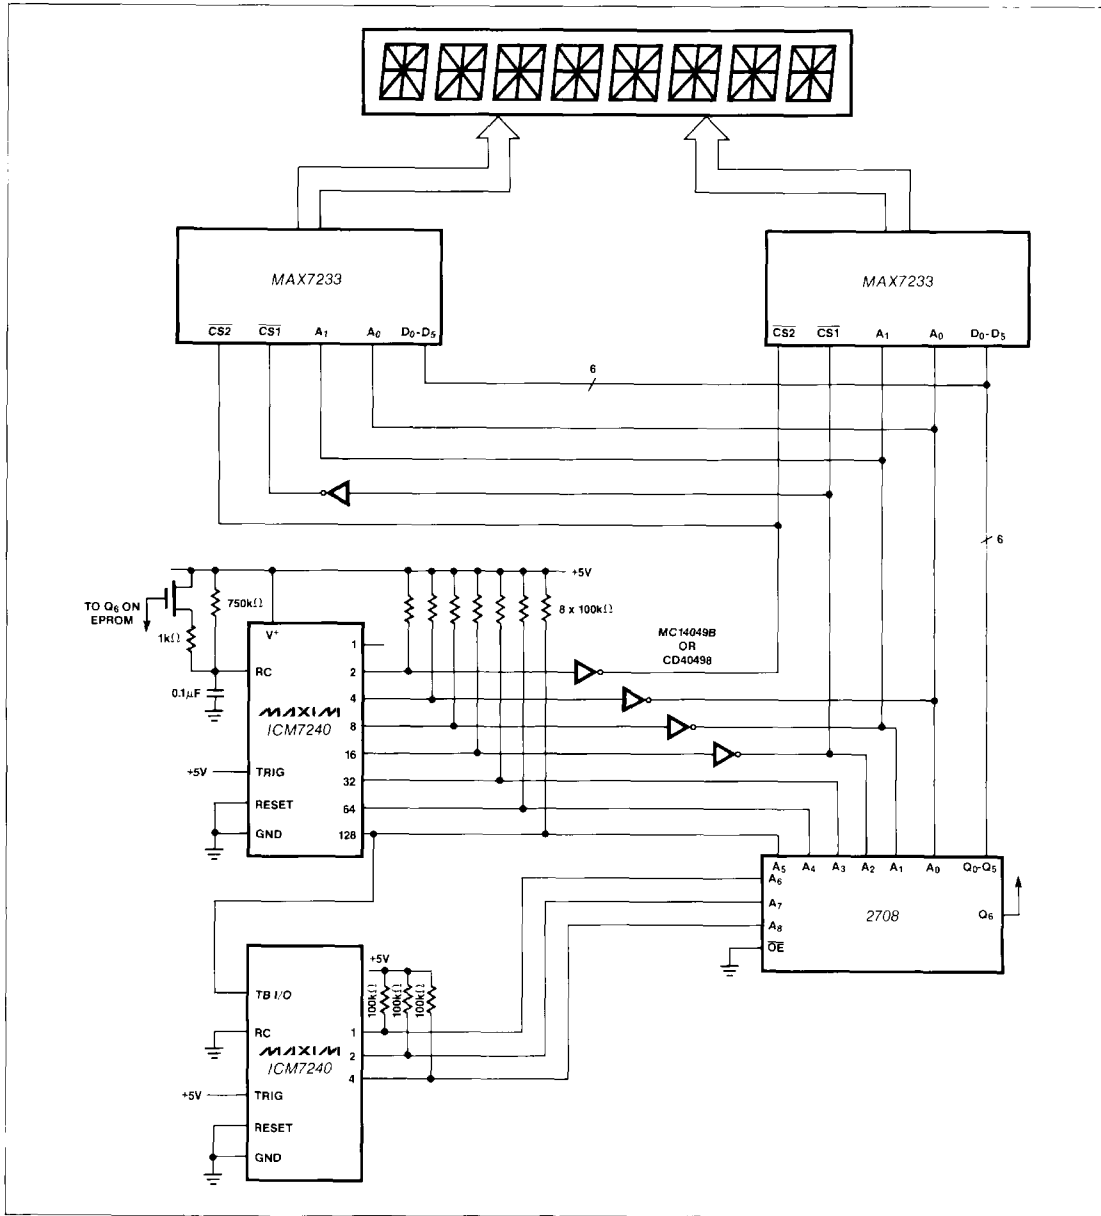 MAX7233
CS2 CS1 A1 A0 D0-D5
MAX7233
CS2 CS1 A1 A0 D0-D5
6
6
+5V
TO Q6 ON
EPROM
750kΩ
1kΩ
0.1μF
8 x 100kΩ
MC14049B
OR
CD4049B
V+
RC
MAXIM
ICM7240
TRIG
RESET
GND
+5V
1
2
4
8
16
32
64
128
A5 A4 A3 A2 A1 A0 Q0-Q5
A6
A7
A8
OE
2708
Q6
+5V
100kΩ
100kΩ
100kΩ
TB I/O
RC
MAXIM
ICM7240
TRIG
RESET
GND
+5V
1
2
4